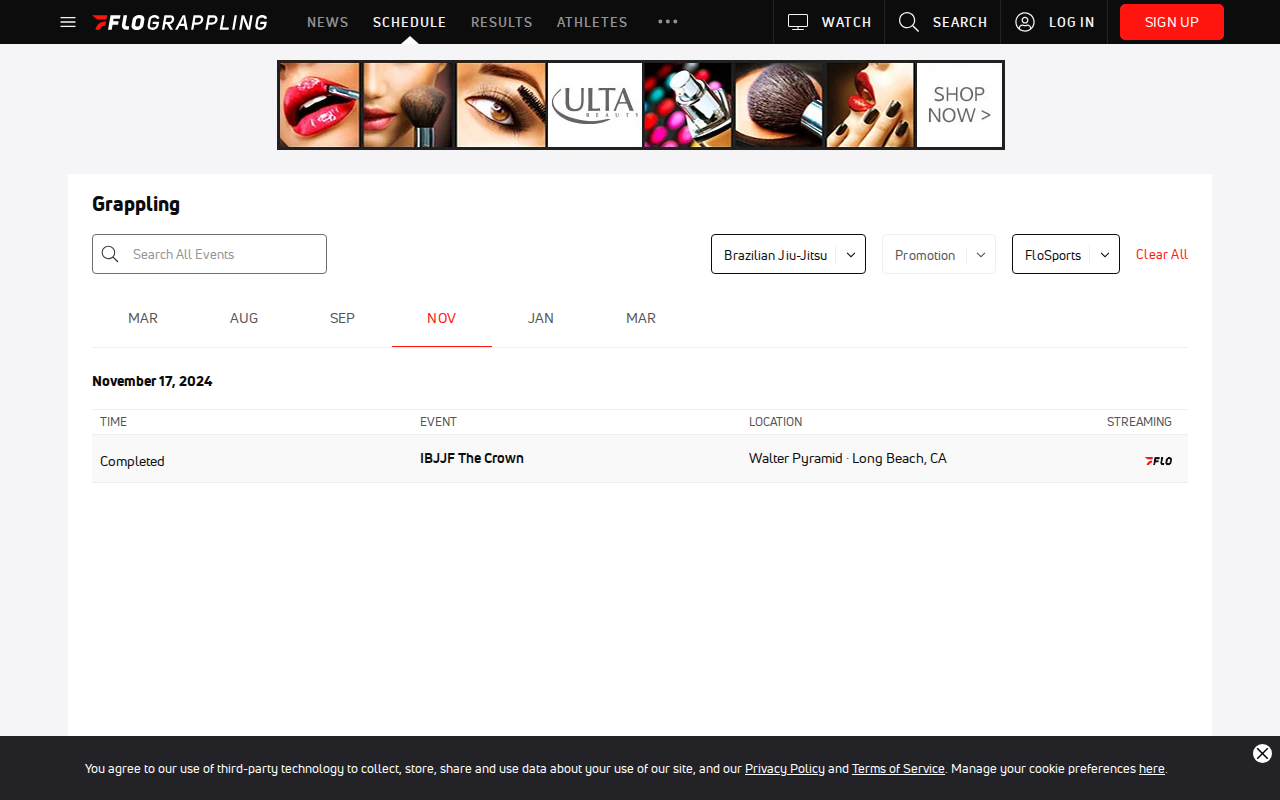 FLOGRAPPLING NEWS SCHEDULE RESULTS ATHLETES WATCH SEARCH LOG IN SIGN UP
ULTA BEAUTY SHOP NOW >
Grappling
Search All Events Brazilian Jiu-Jitsu Promotion FloSports Clear All
MAR AUG SEP NOV JAN MAR
November 17, 2024
TIME EVENT LOCATION STREAMING
Completed IBJJF The Crown Walter Pyramid · Long Beach, CA FLO
You agree to our use of third-party technology to collect, store, share and use data about your use of our site, and our Privacy Policy and Terms of Service. Manage your cookie preferences here.